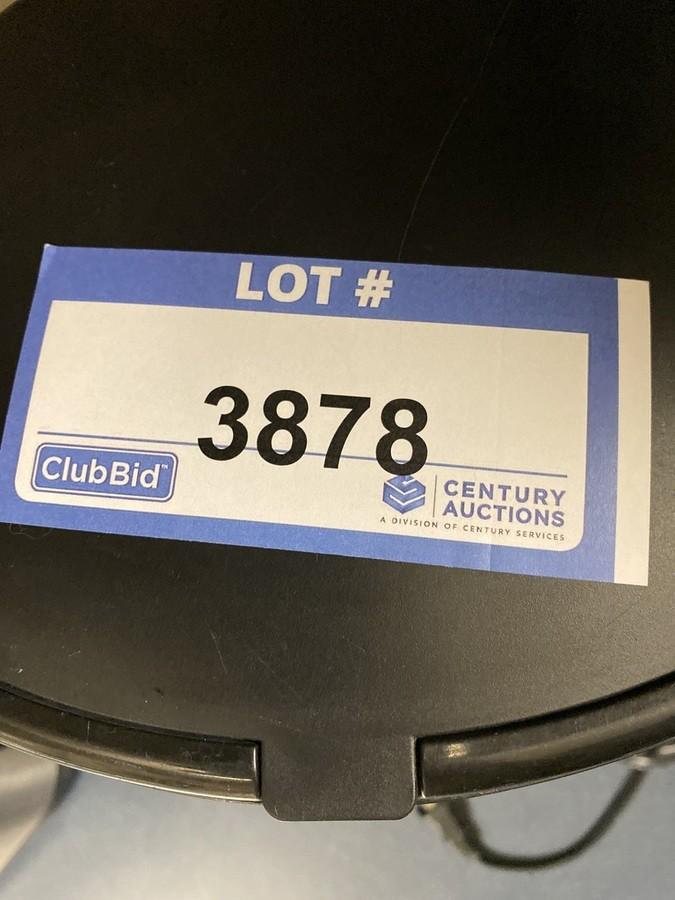 LOT #
3878
ClubBid™
CENTURY
AUCTIONS
A DIVISION OF CENTURY SERVICES